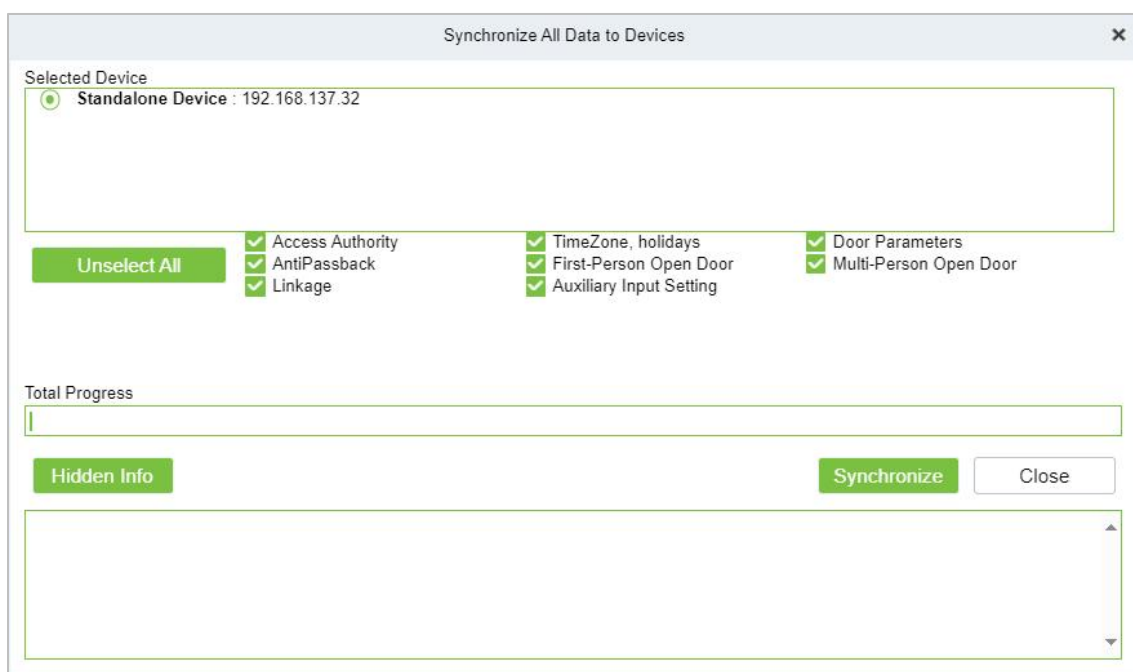 Synchronize All Data to Devices
Selected Device
Standalone Device : 192.168.137.32
Unselect All
Access Authority
TimeZone, holidays
Door Parameters
AntiPassback
First-Person Open Door
Multi-Person Open Door
Linkage
Auxiliary Input Setting
Total Progress
Hidden Info
Synchronize
Close